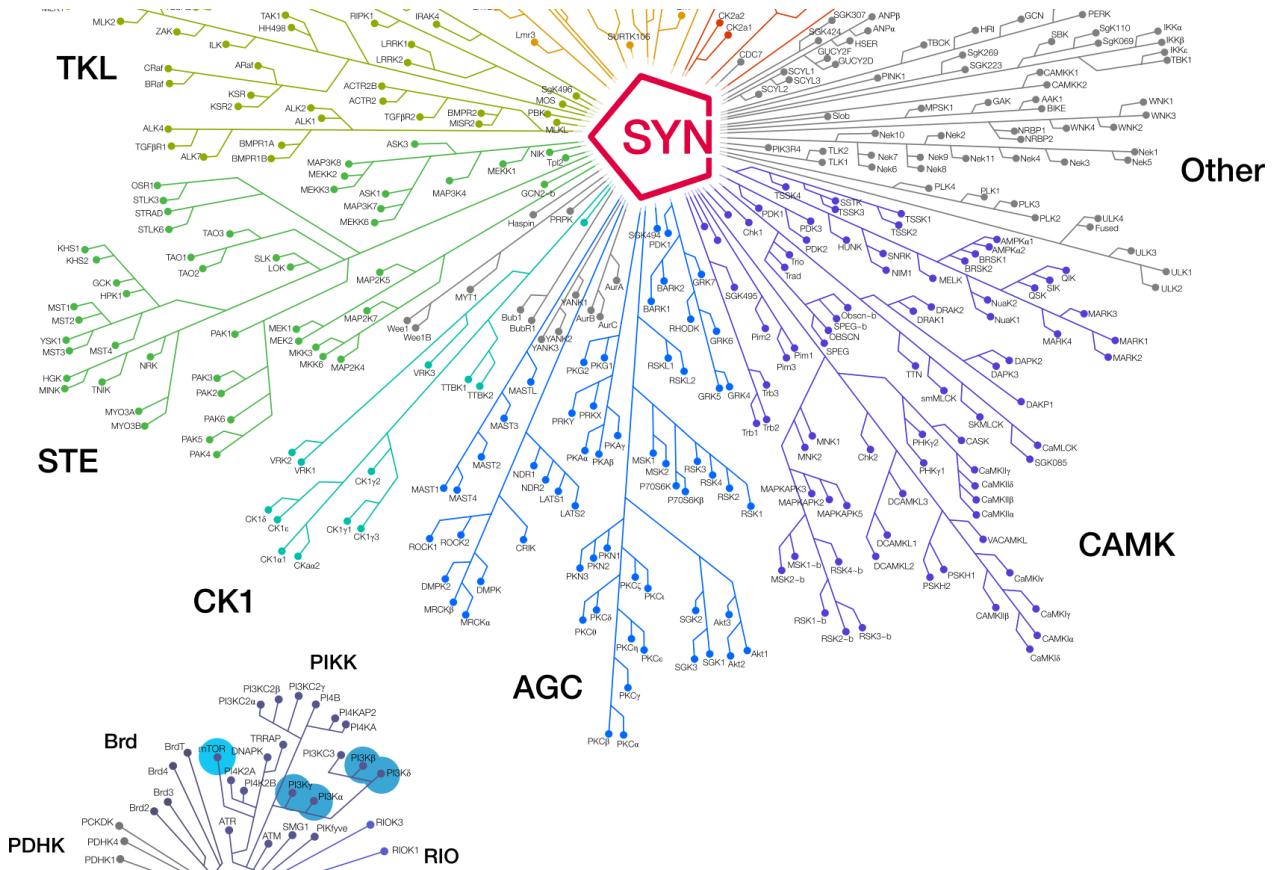 MLK2
ZAK
ILK
TAK1
HH498
RIPK1
IRAK4
Lmr3
SURTK106
CK2a2
CK2a1
CDC7
SGK307
ANPβ
SGK424
ANPα
HSER
GUCY2F
GUCY2D
SCYL1
SCYL3
SCYL2
TBCK
HRI
GCN
PERK
SBK
SgK110
SgK069
IKKα
IKKβ
IKKε
TBK1
SgK269
SGK223
PINK1
CAMKK1
CAMKK2
TKL
CRaf
BRaf
ARaf
KSR
KSR2
LRRK1
LRRK2
ACTR2B
ACTR2
TGFβR2
BMPR2
MISR2
SgK496
MOS
PBK
MLKL
ALK2
ALK1
ALK4
TGFβR1
ALK7
BMPR1A
BMPR1B
SYN
Slob
MPSK1
GAK
AAK1
BIKE
WNK1
WNK3
WNK4
WNK2
NRBP1
NRBP2
Nek10
Nek2
PIK3R4
TLK2
TLK1
Nek7
Nek6
Nek9
Nek8
Nek11
Nek4
Nek3
Nek1
Nek5
Other
PLK4
PLK1
PLK3
PLK2
ULK4
Fused
ULK3
ULK1
ULK2
ASK3
MAP3K8
MEKK2
MEKK3
ASK1
MAP3K7
MEKK6
MAP3K4
MEKK1
NIK
Tpl2
GCN2~b
OSR1
STLK3
STRAD
STLK6
TAO3
TAO1
TAO2
SLK
LOK
KHS1
KHS2
GCK
HPK1
MST1
MST2
YSK1
MST3
MST4
HGK
MINK
NRK
TNIK
MYO3A
MYO3B
PAK1
PAK3
PAK2
PAK6
PAK5
PAK4
MAP2K5
MAP2K7
MEK1
MEK2
MKK3
MKK6
MAP2K4
STE
Haspin
PRPK
MYT1
Wee1
Wee1B
Bub1
BubR1
AurA
AurB
AurC
YANK1
YANK2
YANK3
VRK3
VRK2
VRK1
TTBK1
TTBK2
CK1γ2
CK1γ1
CK1γ3
CK1δ
CK1ε
CK1α1
CKaα2
CK1
SGK494
PDK1
BARK2
BARK1
GRK7
RHODK
GRK6
GRK5
GRK4
RSKL1
RSKL2
PKG2
PKG1
PRKY
PRKX
PKAγ
PKAα
PKAβ
MASTL
MAST3
MAST2
MAST1
MAST4
NDR1
NDR2
LATS1
LATS2
ROCK1
ROCK2
CRIK
DMPK2
DMPK
MRCKβ
MRCKα
MSK1
MSK2
P70S6K
P70S6Kβ
RSK3
RSK4
RSK2
RSK1
PKN1
PKN2
PKN3
PKCζ
PKCι
PKCδ
PKCθ
PKCη
PKCε
PKCγ
PKCβ
PKCα
SGK2
SGK3
SGK1
Akt3
Akt2
Akt1
AGC
PDK1
Chk1
Trio
Trad
SGK495
Pim2
Pim1
Pim3
Trb3
Trb2
Trb1
TSSK4
SSTK
TSSK3
TSSK1
TSSK2
PDK3
PDK2
HUNK
SNRK
NIM1
MELK
AMPKα1
AMPKα2
BRSK1
BRSK2
QIK
SIK
QSK
NuaK2
NuaK1
MARK3
MARK4
MARK1
MARK2
Obscn~b
SPEG~b
OBSCN
SPEG
DRAK2
DRAK1
TTN
smMLCK
SKMLCK
DAPK2
DAPK3
DAKP1
CaMLCK
SGK085
MNK1
MNK2
Chk2
PHKγ2
PHKγ1
CASK
CaMKIIγ
CaMKIIδ
CaMKIIβ
CaMKIIα
MAPKAPK3
MAPKAPK2
MAPKAPK5
DCAMKL3
DCAMKL1
DCAMKL2
VACAMKL
PSKH1
PSKH2
MSK1~b
MSK2~b
RSK4~b
RSK1~b
RSK2~b
RSK3~b
CaMKIv
CaMKIγ
CAMKIIβ
CAMKIα
CaMKIδ
CAMK
PIKK
PI3KC2β
PI3KC2γ
PI3KC2α
PI4B
PI4KAP2
PI4KA
TRRAP
DNAPK
mTOR
PI3KC3
PI3Kβ
PI3Kδ
PI4K2A
PI4K2B
PI3Kγ
PI3Kα
Brd
BrdT
Brd4
Brd3
Brd2
ATR
ATM
SMG1
PIKfyve
PDHK
PCKDK
PDHK4
PDHK1
RIOK3
RIOK1
RIO